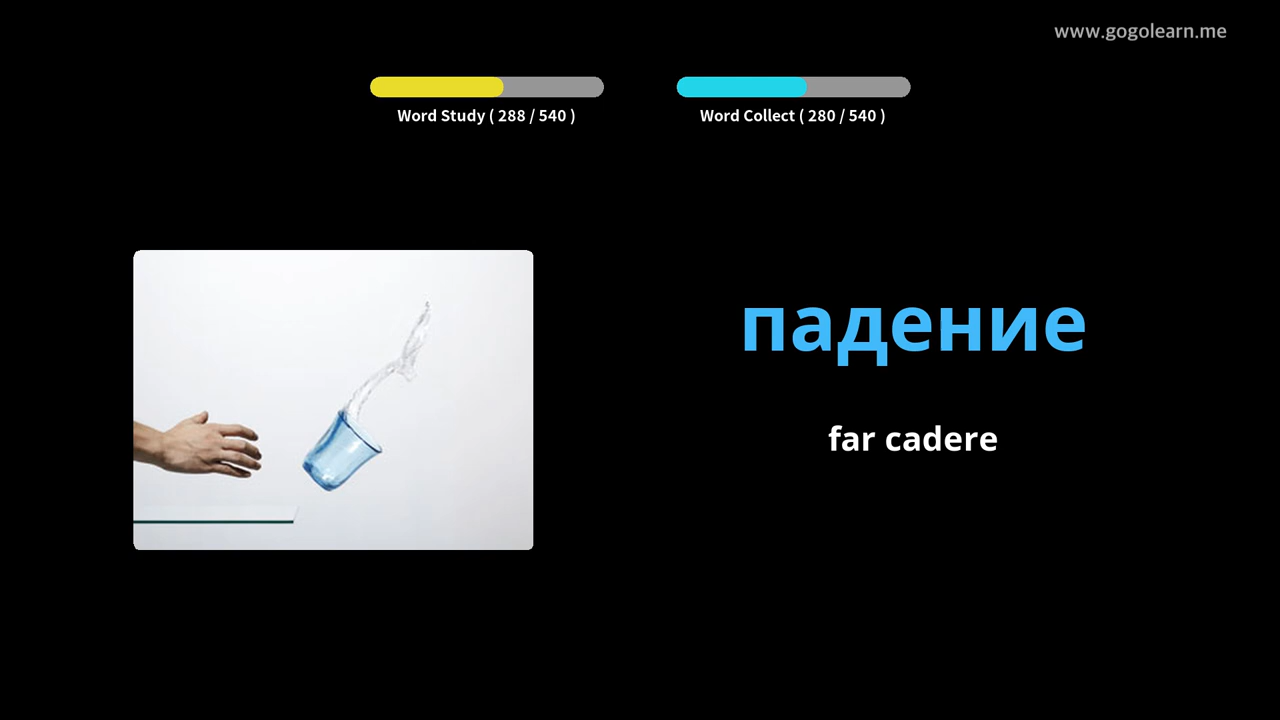 www.gogolearn.me
Word Study ( 288 / 540 )
Word Collect ( 280 / 540 )
падение
far cadere